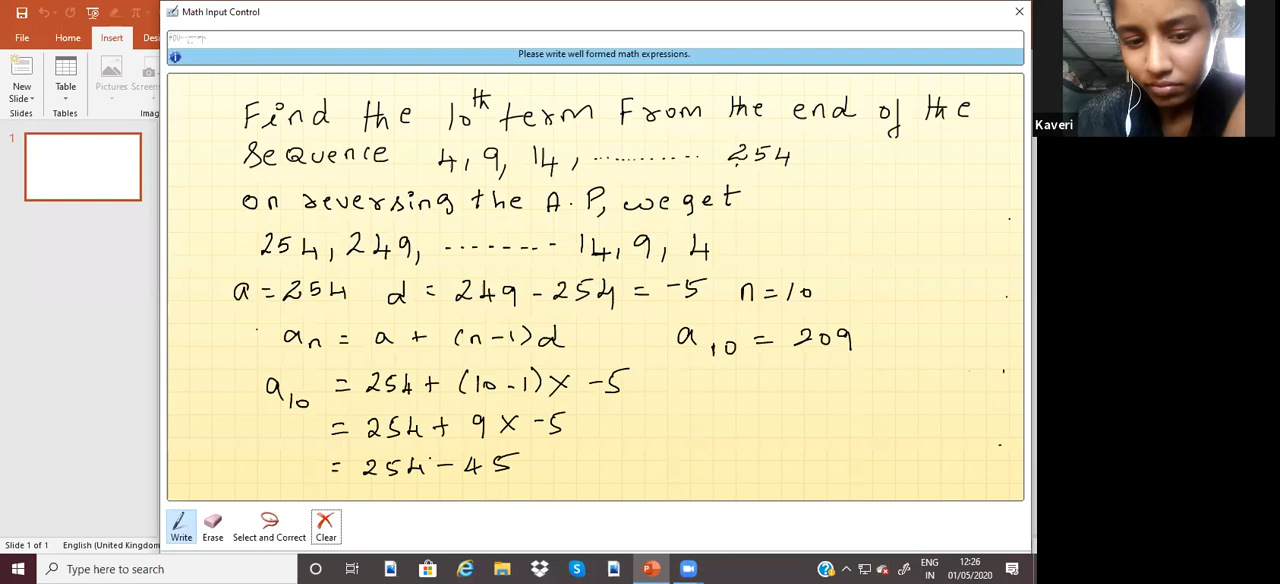 Math Input Control
File Home Insert Des
Please write well formed math expressions.
New Slide Table Pictures Screens
Slides Tables Imag
1
Kaveri
Find the 10th term From the end of the
Sequence 4, 9, 14, ............ 254
on reversing the A.P, we get
254, 249, -------- 14, 9, 4
a = 254 d = 249 - 254 = -5 n = 10
an = a + (n-1)d a10 = 209
a10 = 254 + (10-1) × -5
= 254 + 9 × -5
= 254 - 45
Write Erase Select and Correct Clear
Slide 1 of 1 English (United Kingdom
Type here to search
ENG 12:26
IN 01/05/2020